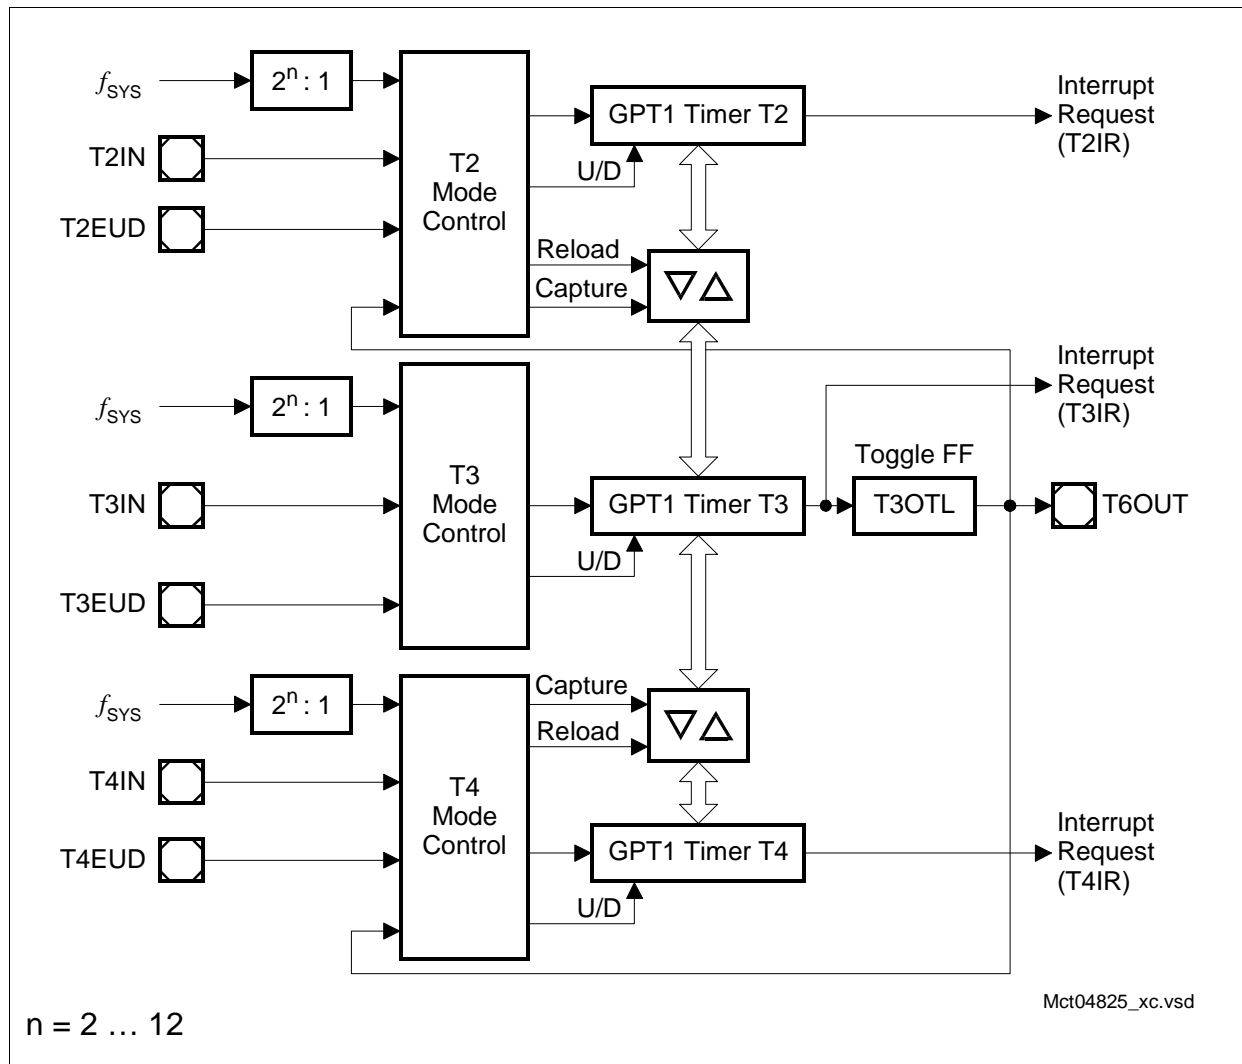 fSYS
2n : 1
T2IN
T2EUD
T2
Mode
Control
U/D
Reload
Capture
GPT1 Timer T2
Interrupt
Request
(T2IR)
fSYS
2n : 1
T3IN
T3EUD
T3
Mode
Control
U/D
GPT1 Timer T3
Toggle FF
T3OTL
T6OUT
Interrupt
Request
(T3IR)
fSYS
2n : 1
T4IN
T4EUD
T4
Mode
Control
Capture
Reload
GPT1 Timer T4
U/D
Interrupt
Request
(T4IR)
Mct04825_xc.vsd
n = 2 … 12